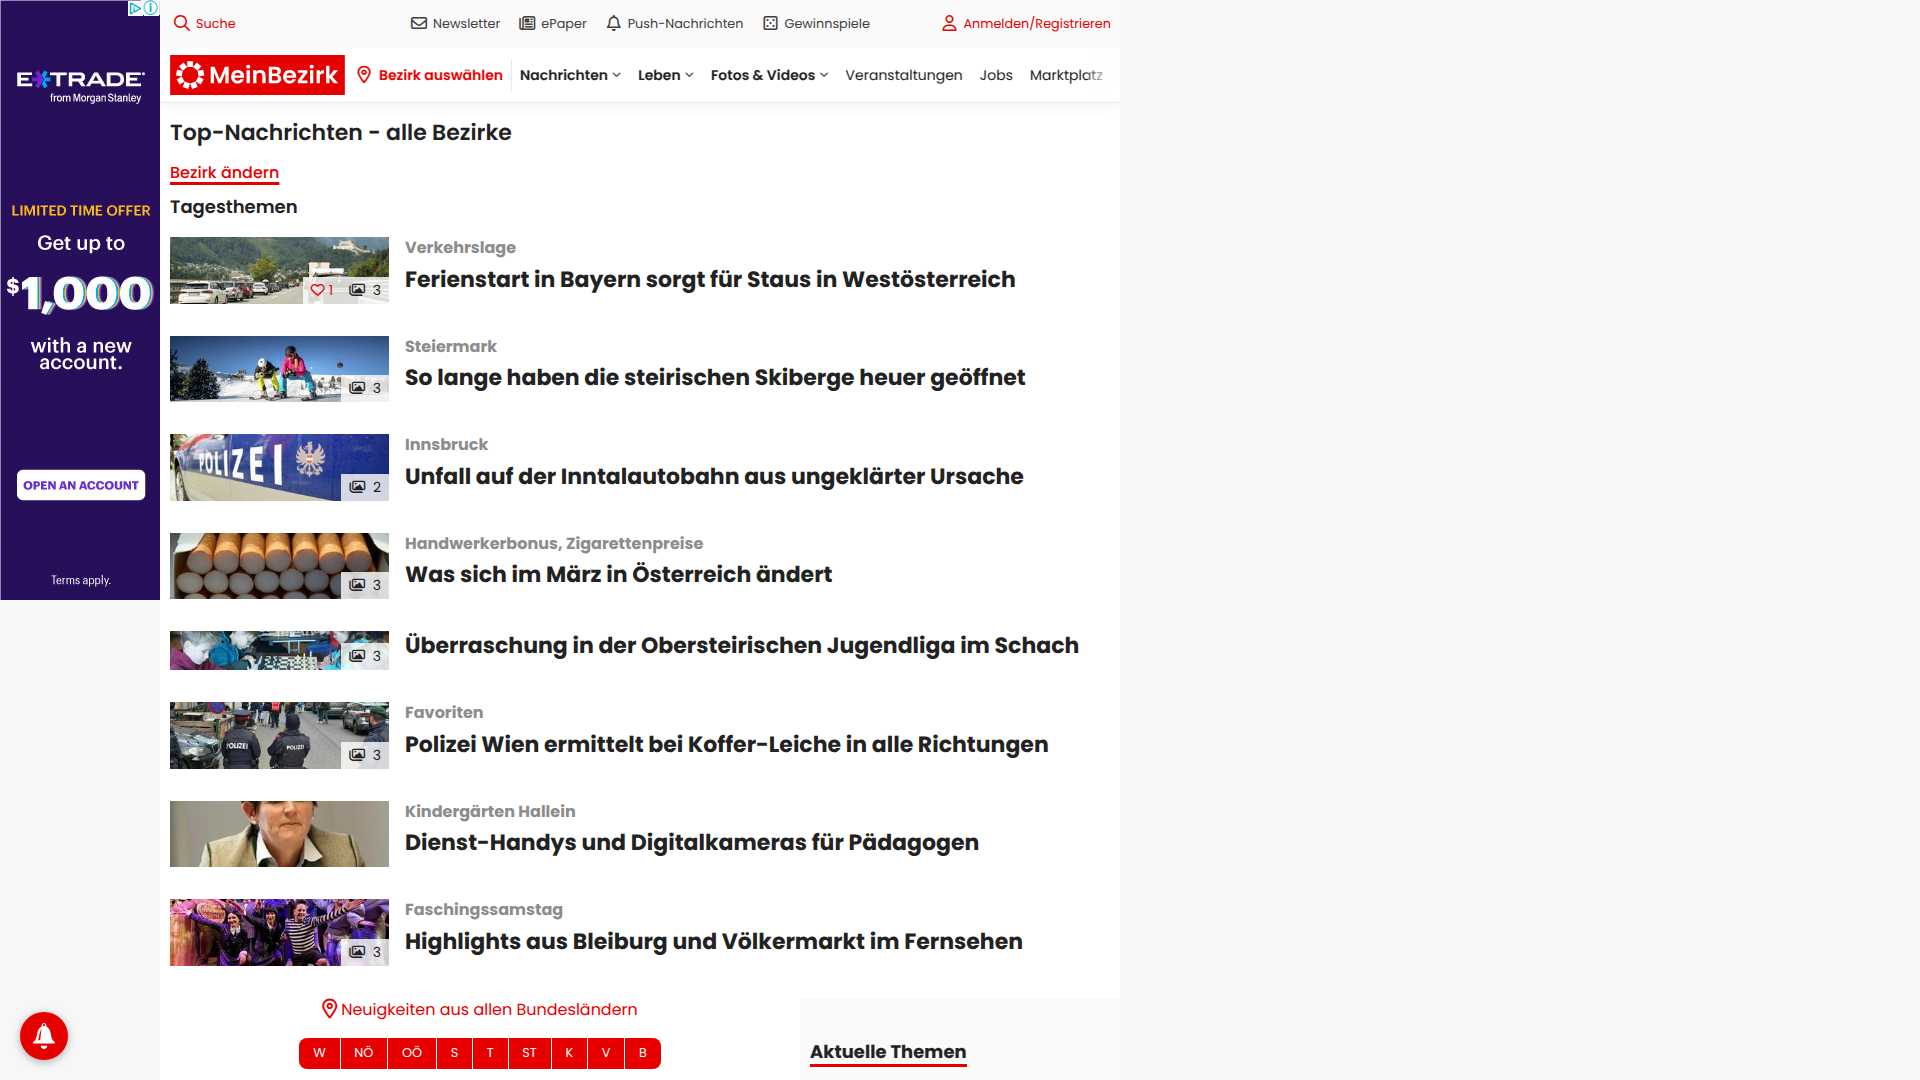 Suche
Newsletter
ePaper
Push-Nachrichten
Gewinnspiele
Anmelden/Registrieren
MeinBezirk
Bezirk auswählen
Nachrichten
Leben
Fotos & Videos
Veranstaltungen
Jobs
Marktplatz
E*TRADE
from Morgan Stanley
LIMITED TIME OFFER
Get up to
$1,000
with a new
account.
OPEN AN ACCOUNT
Terms apply.
Top-Nachrichten - alle Bezirke
Bezirk ändern
Tagesthemen
1 3
Verkehrslage
Ferienstart in Bayern sorgt für Staus in Westösterreich
3
Steiermark
So lange haben die steirischen Skiberge heuer geöffnet
POLIZEI
2
Innsbruck
Unfall auf der Inntalautobahn aus ungeklärter Ursache
3
Handwerkerbonus, Zigarettenpreise
Was sich im März in Österreich ändert
3
Überraschung in der Obersteirischen Jugendliga im Schach
POLIZEI
POLIZEI
3
Favoriten
Polizei Wien ermittelt bei Koffer-Leiche in alle Richtungen
Kindergärten Hallein
Dienst-Handys und Digitalkameras für Pädagogen
3
Faschingssamstag
Highlights aus Bleiburg und Völkermarkt im Fernsehen
Neuigkeiten aus allen Bundesländern
W NÖ OÖ S T ST K V B
Aktuelle Themen